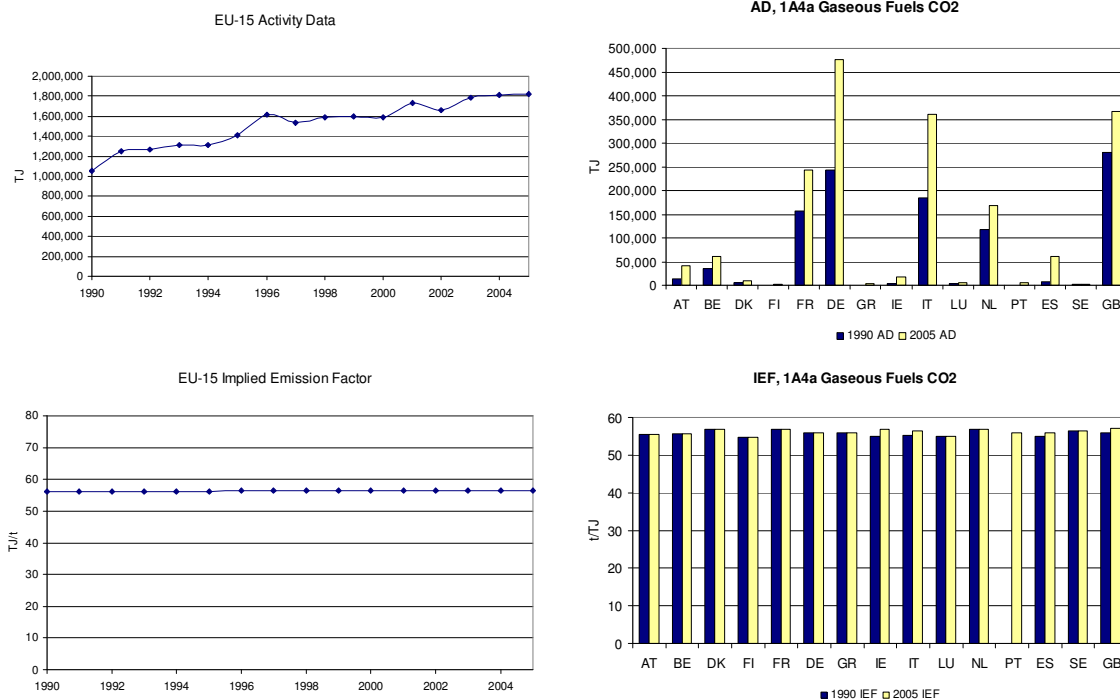 EU-15 Activity Data
2,000,000
1,800,000
1,600,000
1,400,000
1,200,000
1,000,000
800,000
600,000
400,000
200,000
0
TJ
1990 1992 1994 1996 1998 2000 2002 2004
AD, 1A4a Gaseous Fuels CO2
500,000
450,000
400,000
350,000
300,000
250,000
200,000
150,000
100,000
50,000
0
TJ
AT BE DK FI FR DE GR IE IT LU NL PT ES SE GB
1990 AD 2005 AD
EU-15 Implied Emission Factor
80
70
60
50
40
30
20
10
0
TJ/t
1990 1992 1994 1996 1998 2000 2002 2004
IEF, 1A4a Gaseous Fuels CO2
60
50
40
30
20
10
0
t/TJ
AT BE DK FI FR DE GR IE IT LU NL PT ES SE GB
1990 IEF 2005 IEF